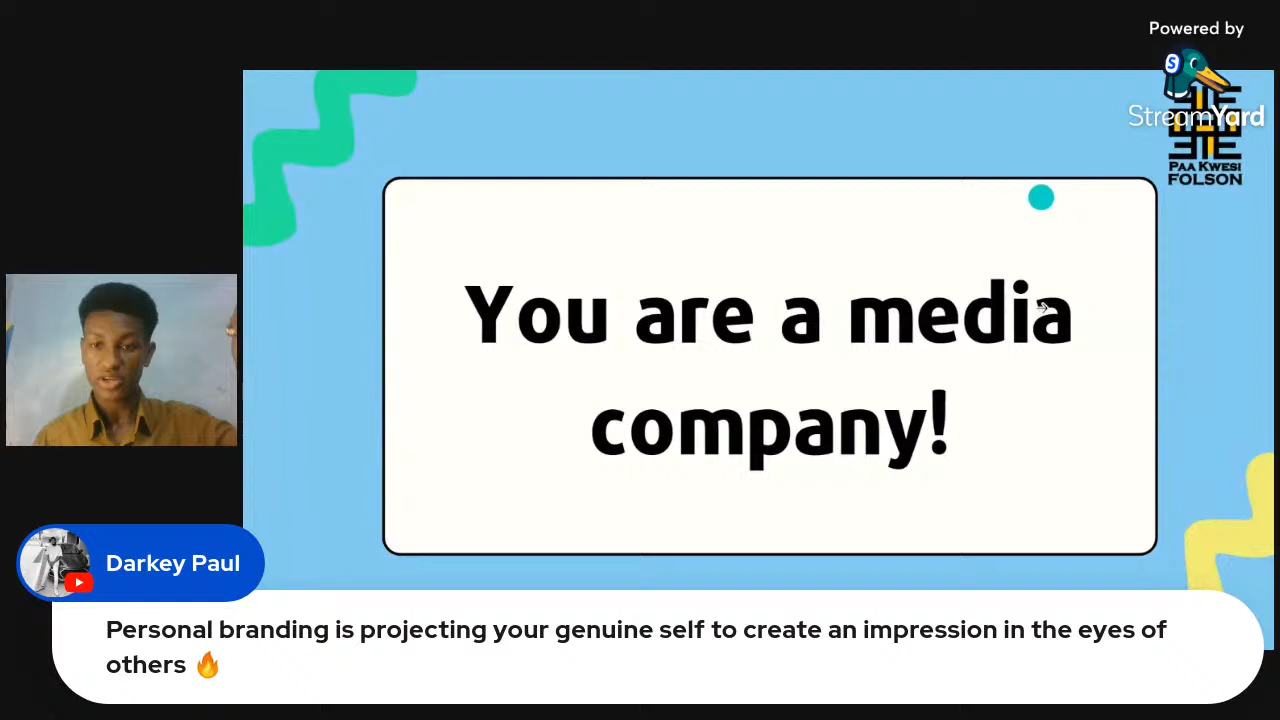 Powered by
StreamYard
PAA KWESI
FOLSON
You are a media
company!
Darkey Paul
Personal branding is projecting your genuine self to create an impression in the eyes of
others 🔥